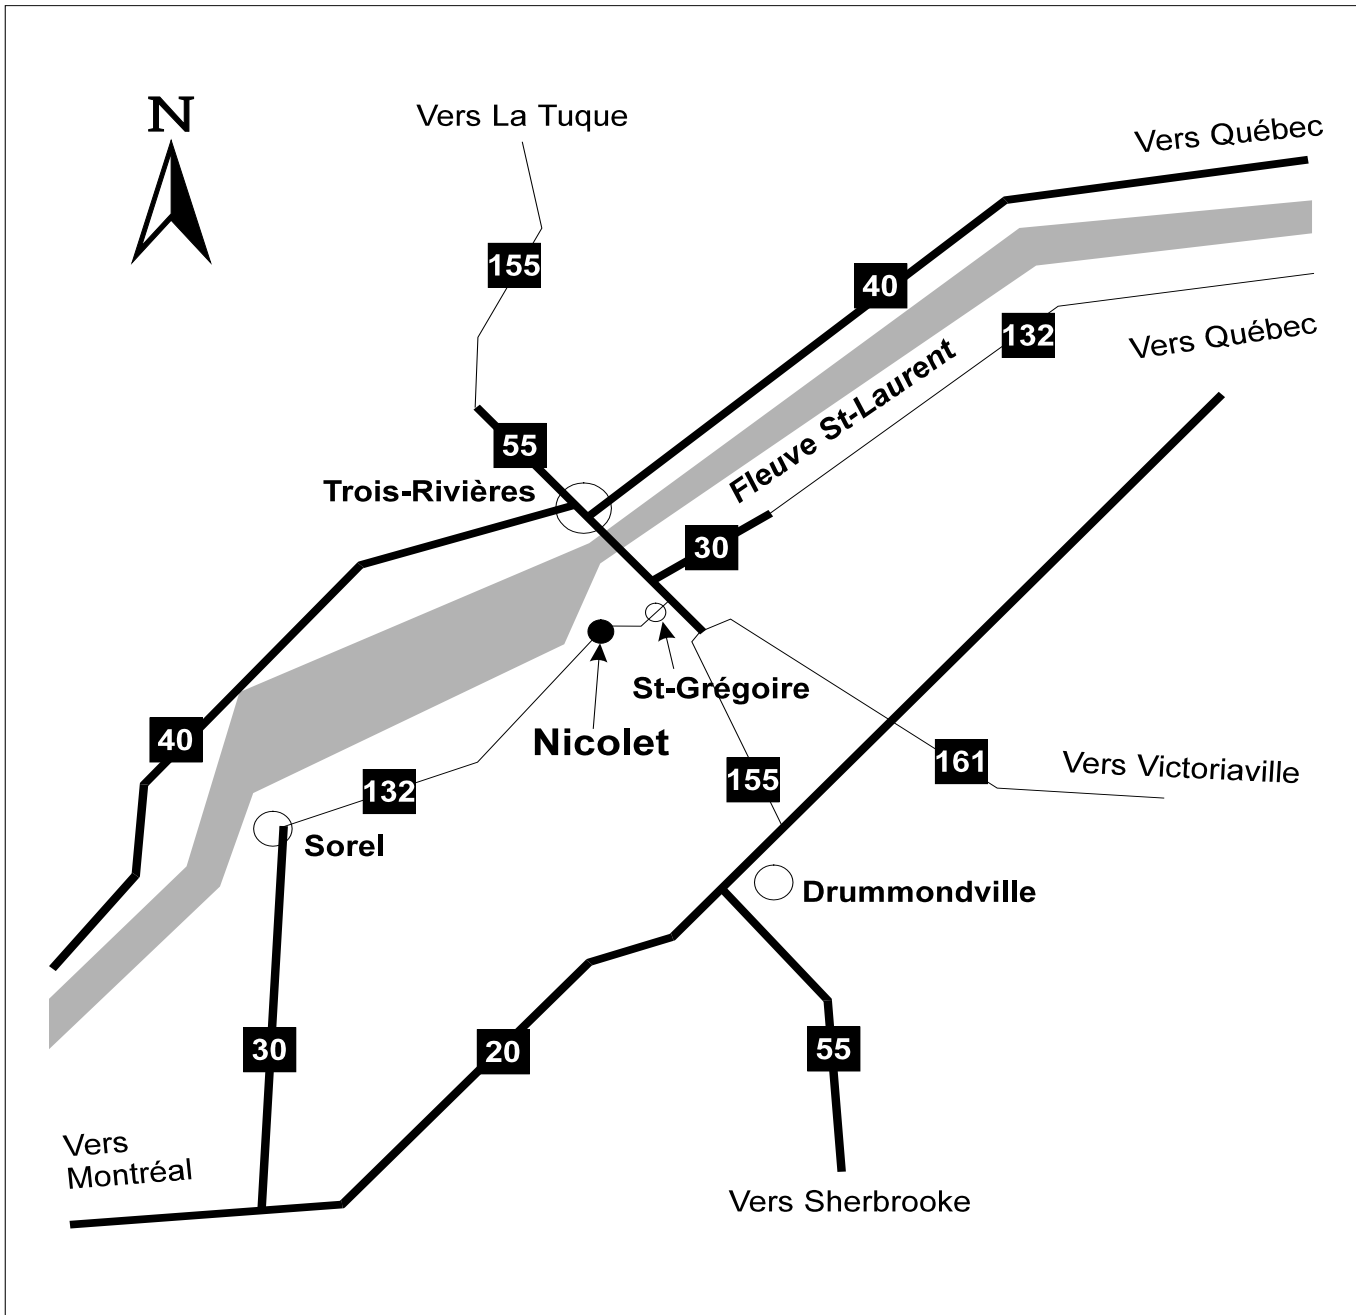 N
Vers La Tuque
Vers Québec
155
40
132
Vers Québec
Fleuve St-Laurent
55
Trois-Rivières
30
St-Grégoire
Nicolet
40
161
Vers Victoriaville
155
132
Sorel
Drummondville
30
20
55
Vers
Montréal
Vers Sherbrooke